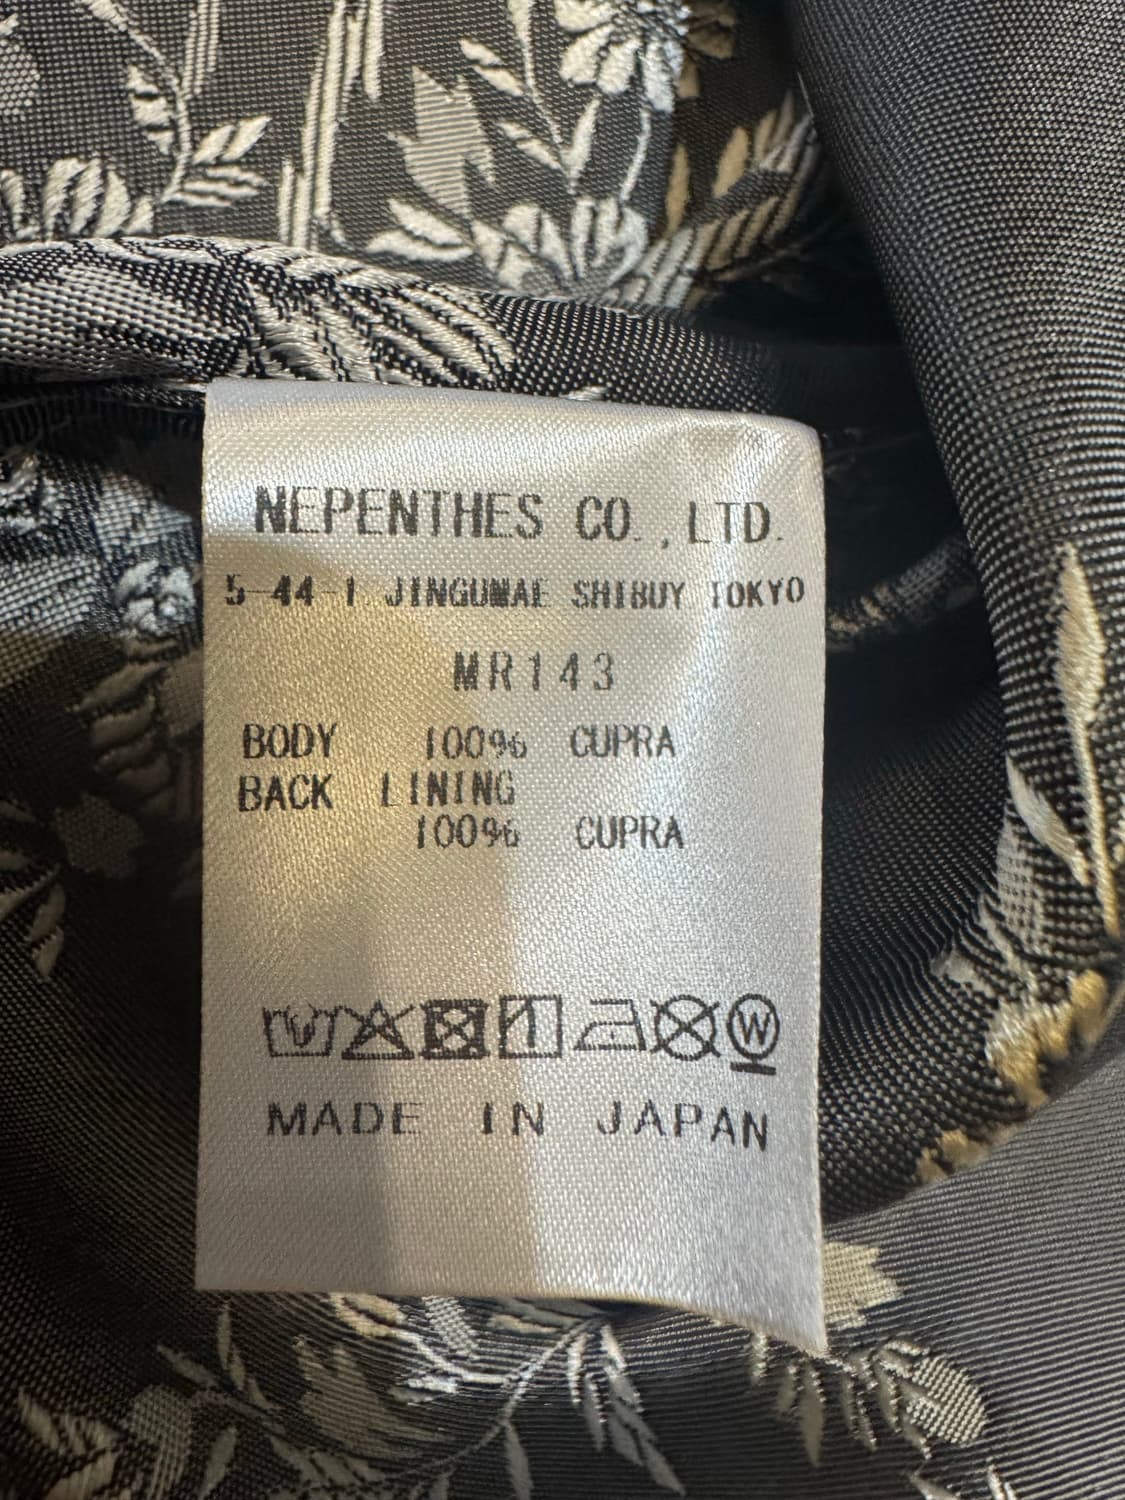 NEPENTHES CO.,LTD.
5-44-1 JINGUMAE SHIBUY TOKYO
MR143
BODY 100% CUPRA
BACK LINING
100% CUPRA
W
MADE IN JAPAN